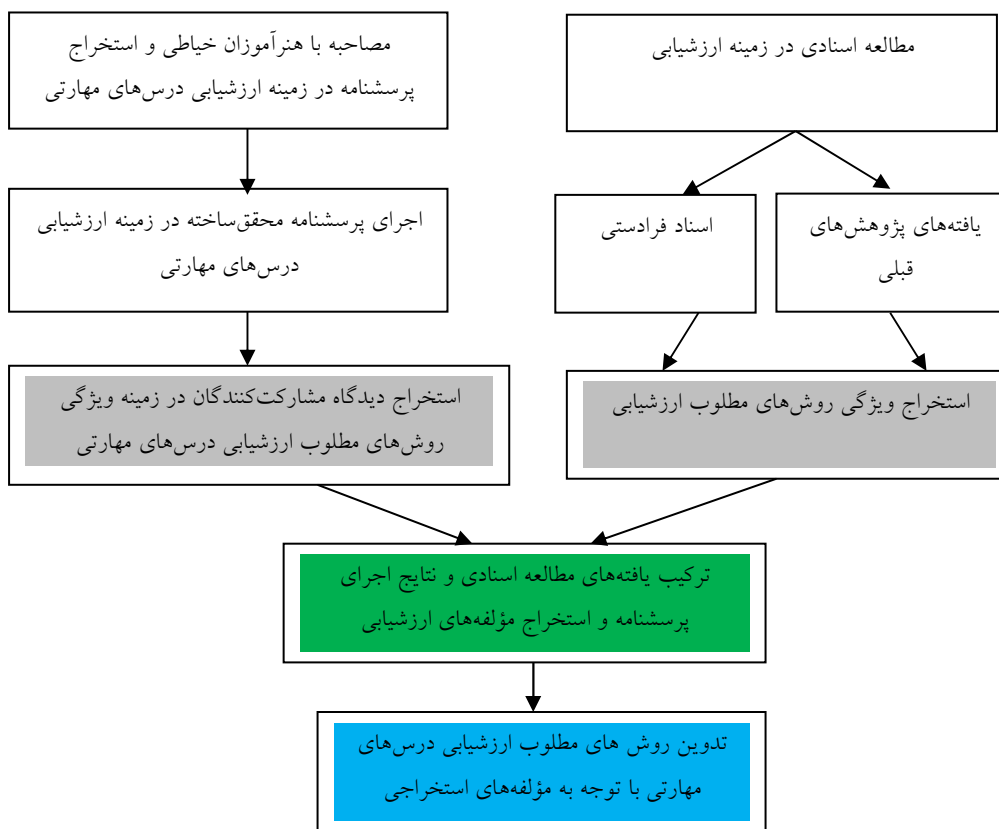 مطالعه اسنادی در زمینه ارزشیابی
مصاحبه با هنرآموزان خیاطی و استخراج
پرسشنامه در زمینه ارزشیابی درس‌های مهارتی
یافته‌های پژوهش‌های
قبلی
اسناد فرادستی
اجرای پرسشنامه محقق‌ساخته در زمینه ارزشیابی
درس‌های مهارتی
استخراج ویژگی روش‌های مطلوب ارزشیابی
استخراج دیدگاه مشارکت‌کنندگان در زمینه ویژگی
روش‌های مطلوب ارزشیابی درس‌های مهارتی
ترکیب یافته‌های مطالعه اسنادی و نتایج اجرای
پرسشنامه و استخراج مؤلفه‌های ارزشیابی
تدوین روش های مطلوب ارزشیابی درس‌های
مهارتی با توجه به مؤلفه‌های استخراجی